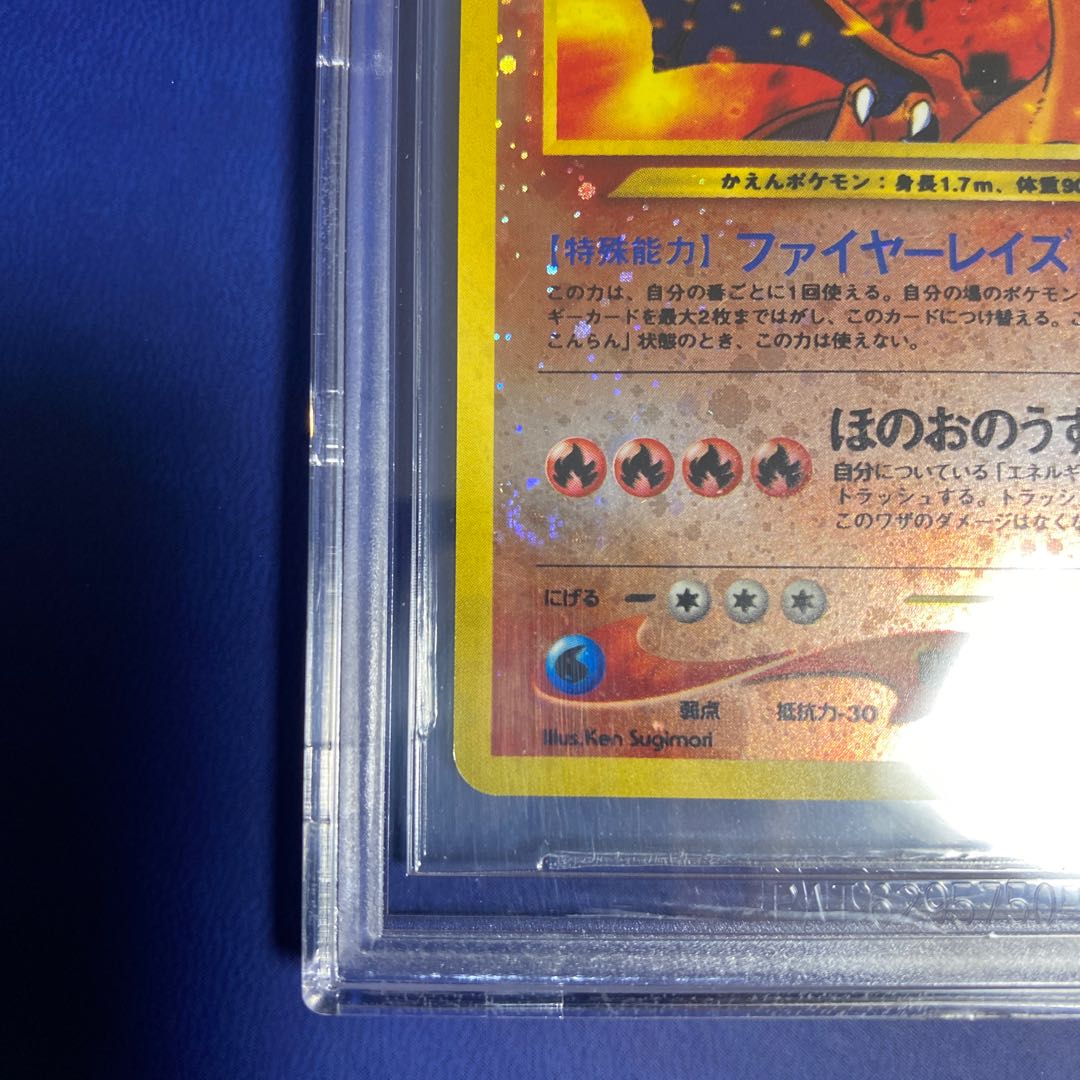 かえんポケモン：身長1.7m、体重90
【特殊能力】ファイヤーレイズ
この力は、自分の番ごとに1回使える。自分の場のポケモン
ギーカードを最大2枚まではがし、このカードにつけ替える。こ
こんらん」状態のとき、この力は使えない。
ほのおのうず
自分についている「エネルギ
トラッシュする。トラッシ
このワザのダメージはなくな
にげる
弱点 抵抗力-30
Illus.Ken Sugimori